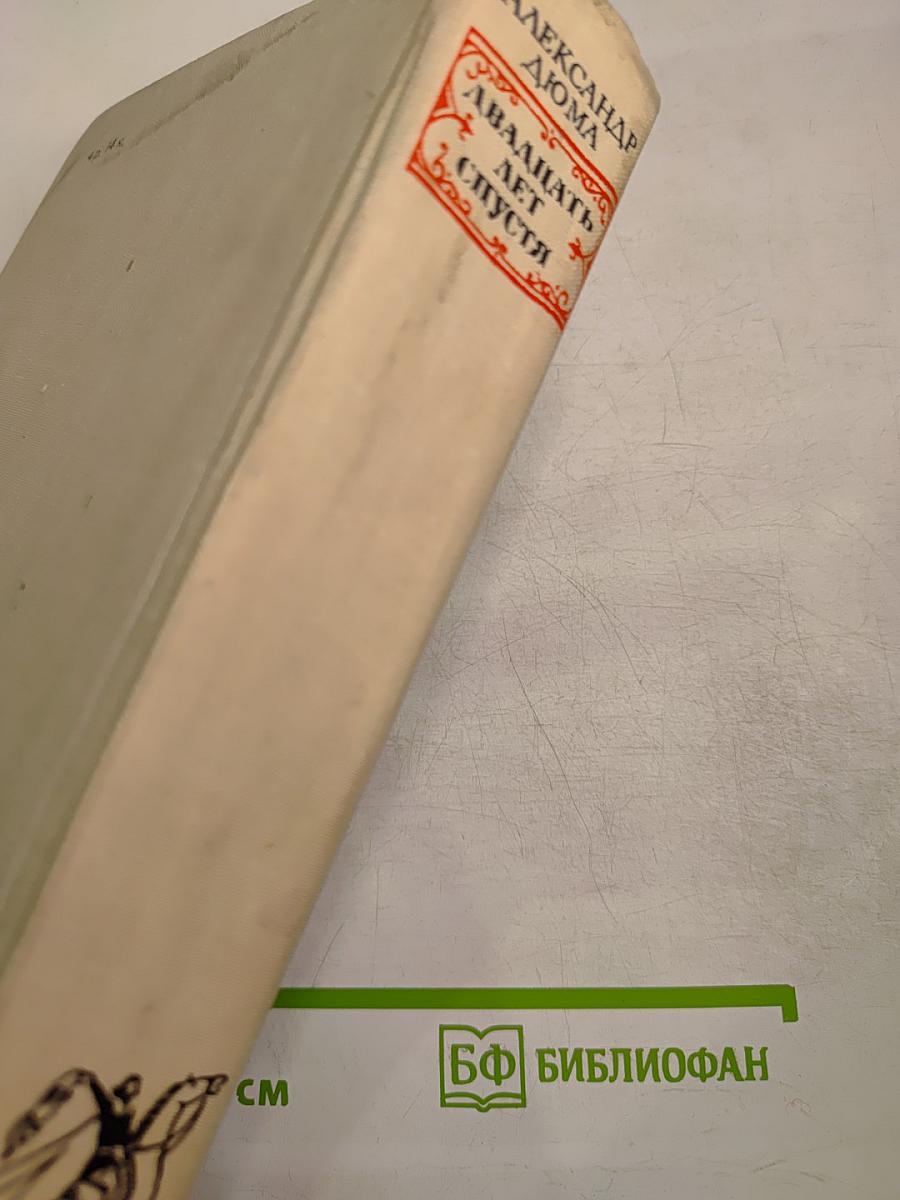 АЛЕКСАНДР
ДЮМА
ДВАДЦАТЬ
ЛЕТ
СПУСТЯ
см
БФ БИБЛИОФАН